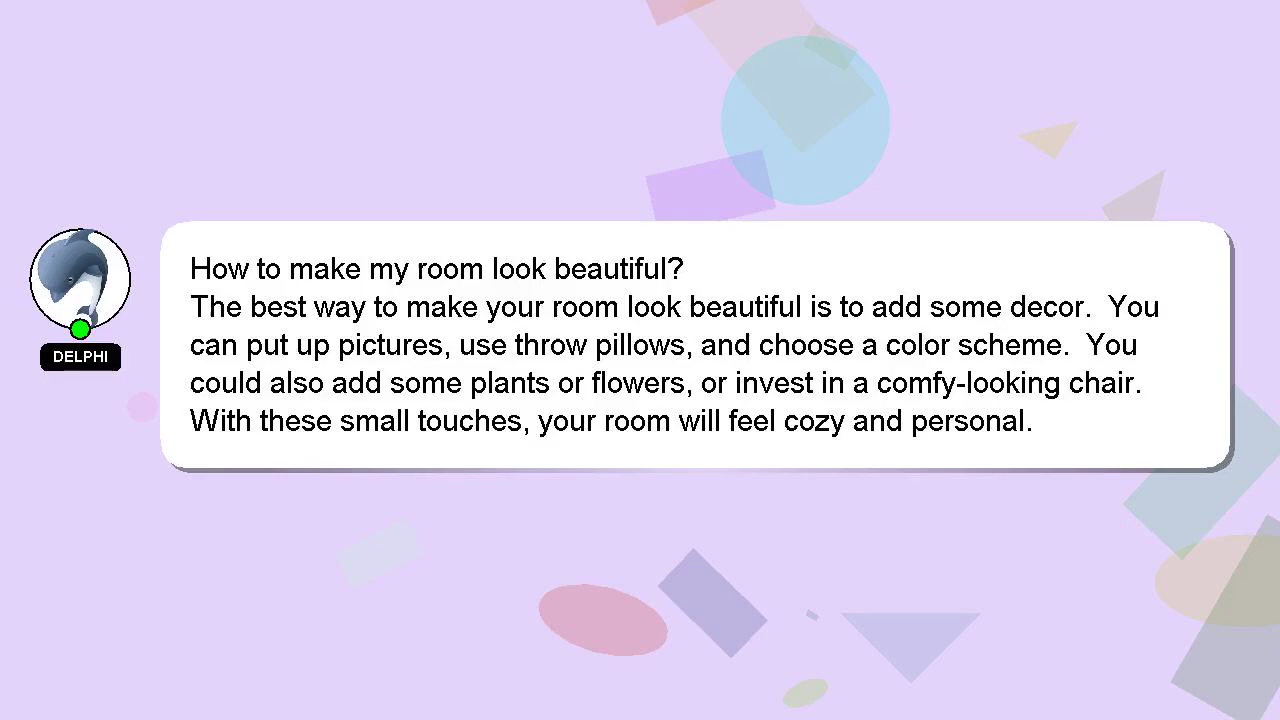 How to make my room look beautiful?
The best way to make your room look beautiful is to add some decor.  You
can put up pictures, use throw pillows, and choose a color scheme.  You
could also add some plants or flowers, or invest in a comfy-looking chair.
With these small touches, your room will feel cozy and personal.
DELPHI